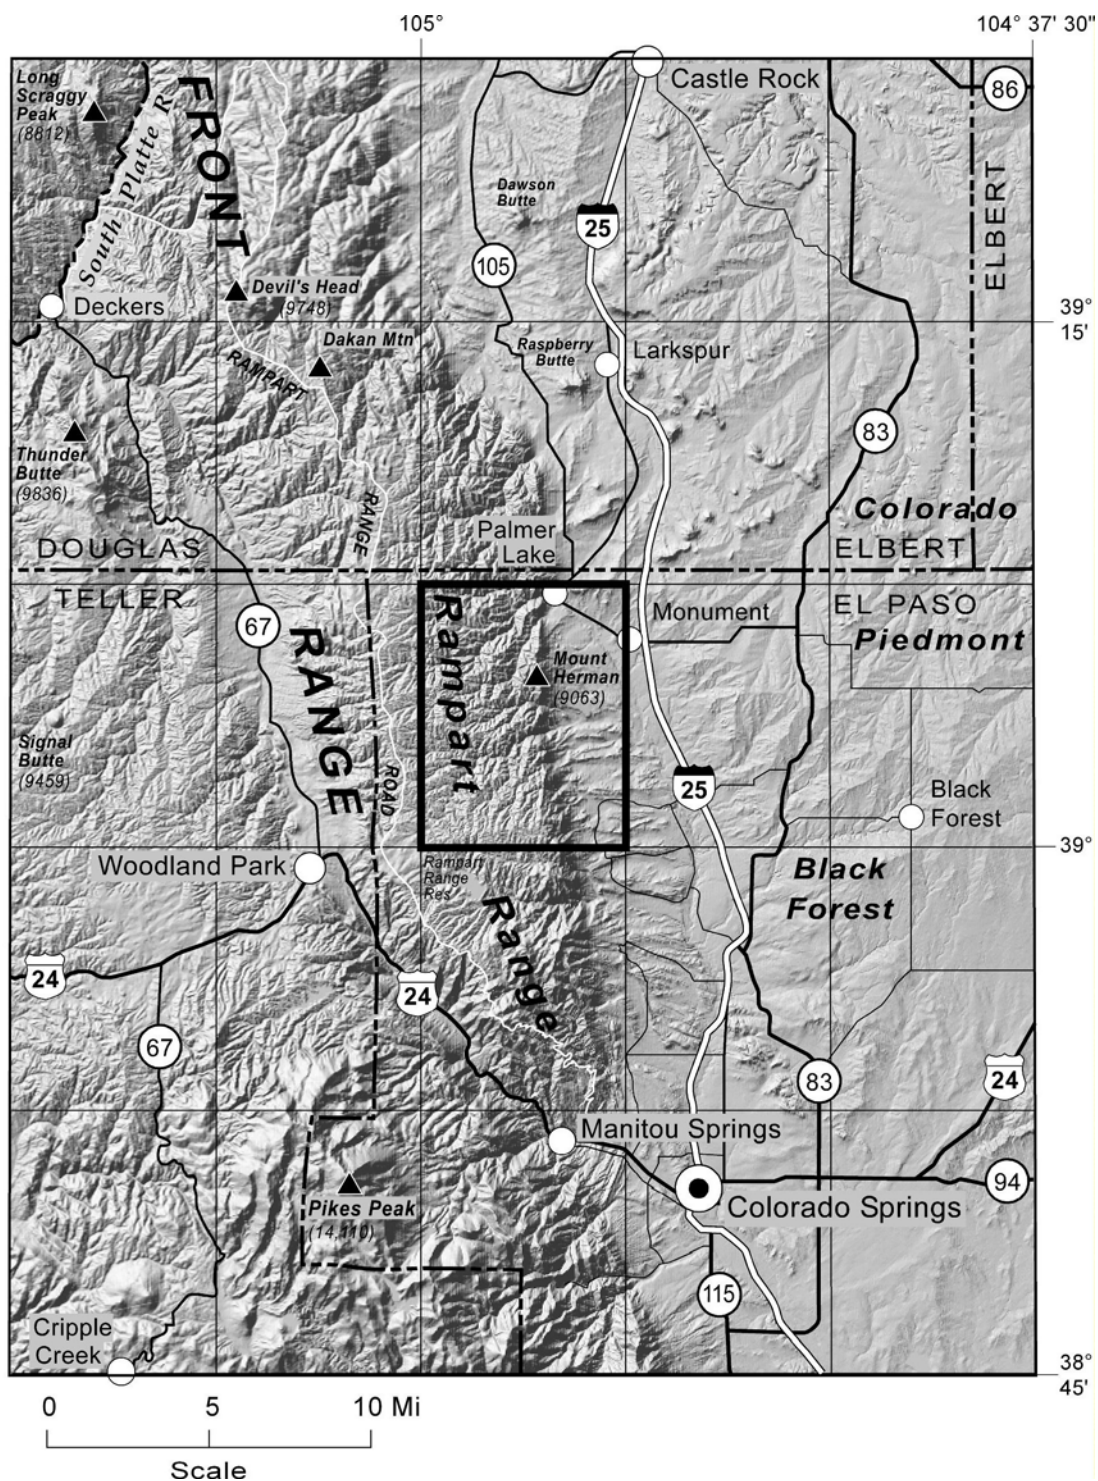 105°
104° 37' 30"
Long
Scraggy
Peak
(8812)
South Platte R
FRONT
Castle Rock
86
ELBERT
Dawson
Butte
25
105
Devil's Head
(9748)
Deckers
39°
15'
Dakan Mtn
RAMPART
Raspberry
Butte
Larkspur
83
Thunder
Butte
(9836)
RANGE
Palmer
Lake
Colorado
DOUGLAS
ELBERT
TELLER
EL PASO
67
Rampart
Monument
Piedmont
RANGE
Mount
Herman
(9063)
Signal
Butte
(9459)
ROAD
25
Black
Forest
39°
Woodland Park
Rampart
Range
Res
Black
Forest
Range
24
24
67
83
24
Manitou Springs
94
Pikes Peak
(14,110)
Colorado Springs
115
Cripple
Creek
38°
45'
0 5 10 Mi
Scale